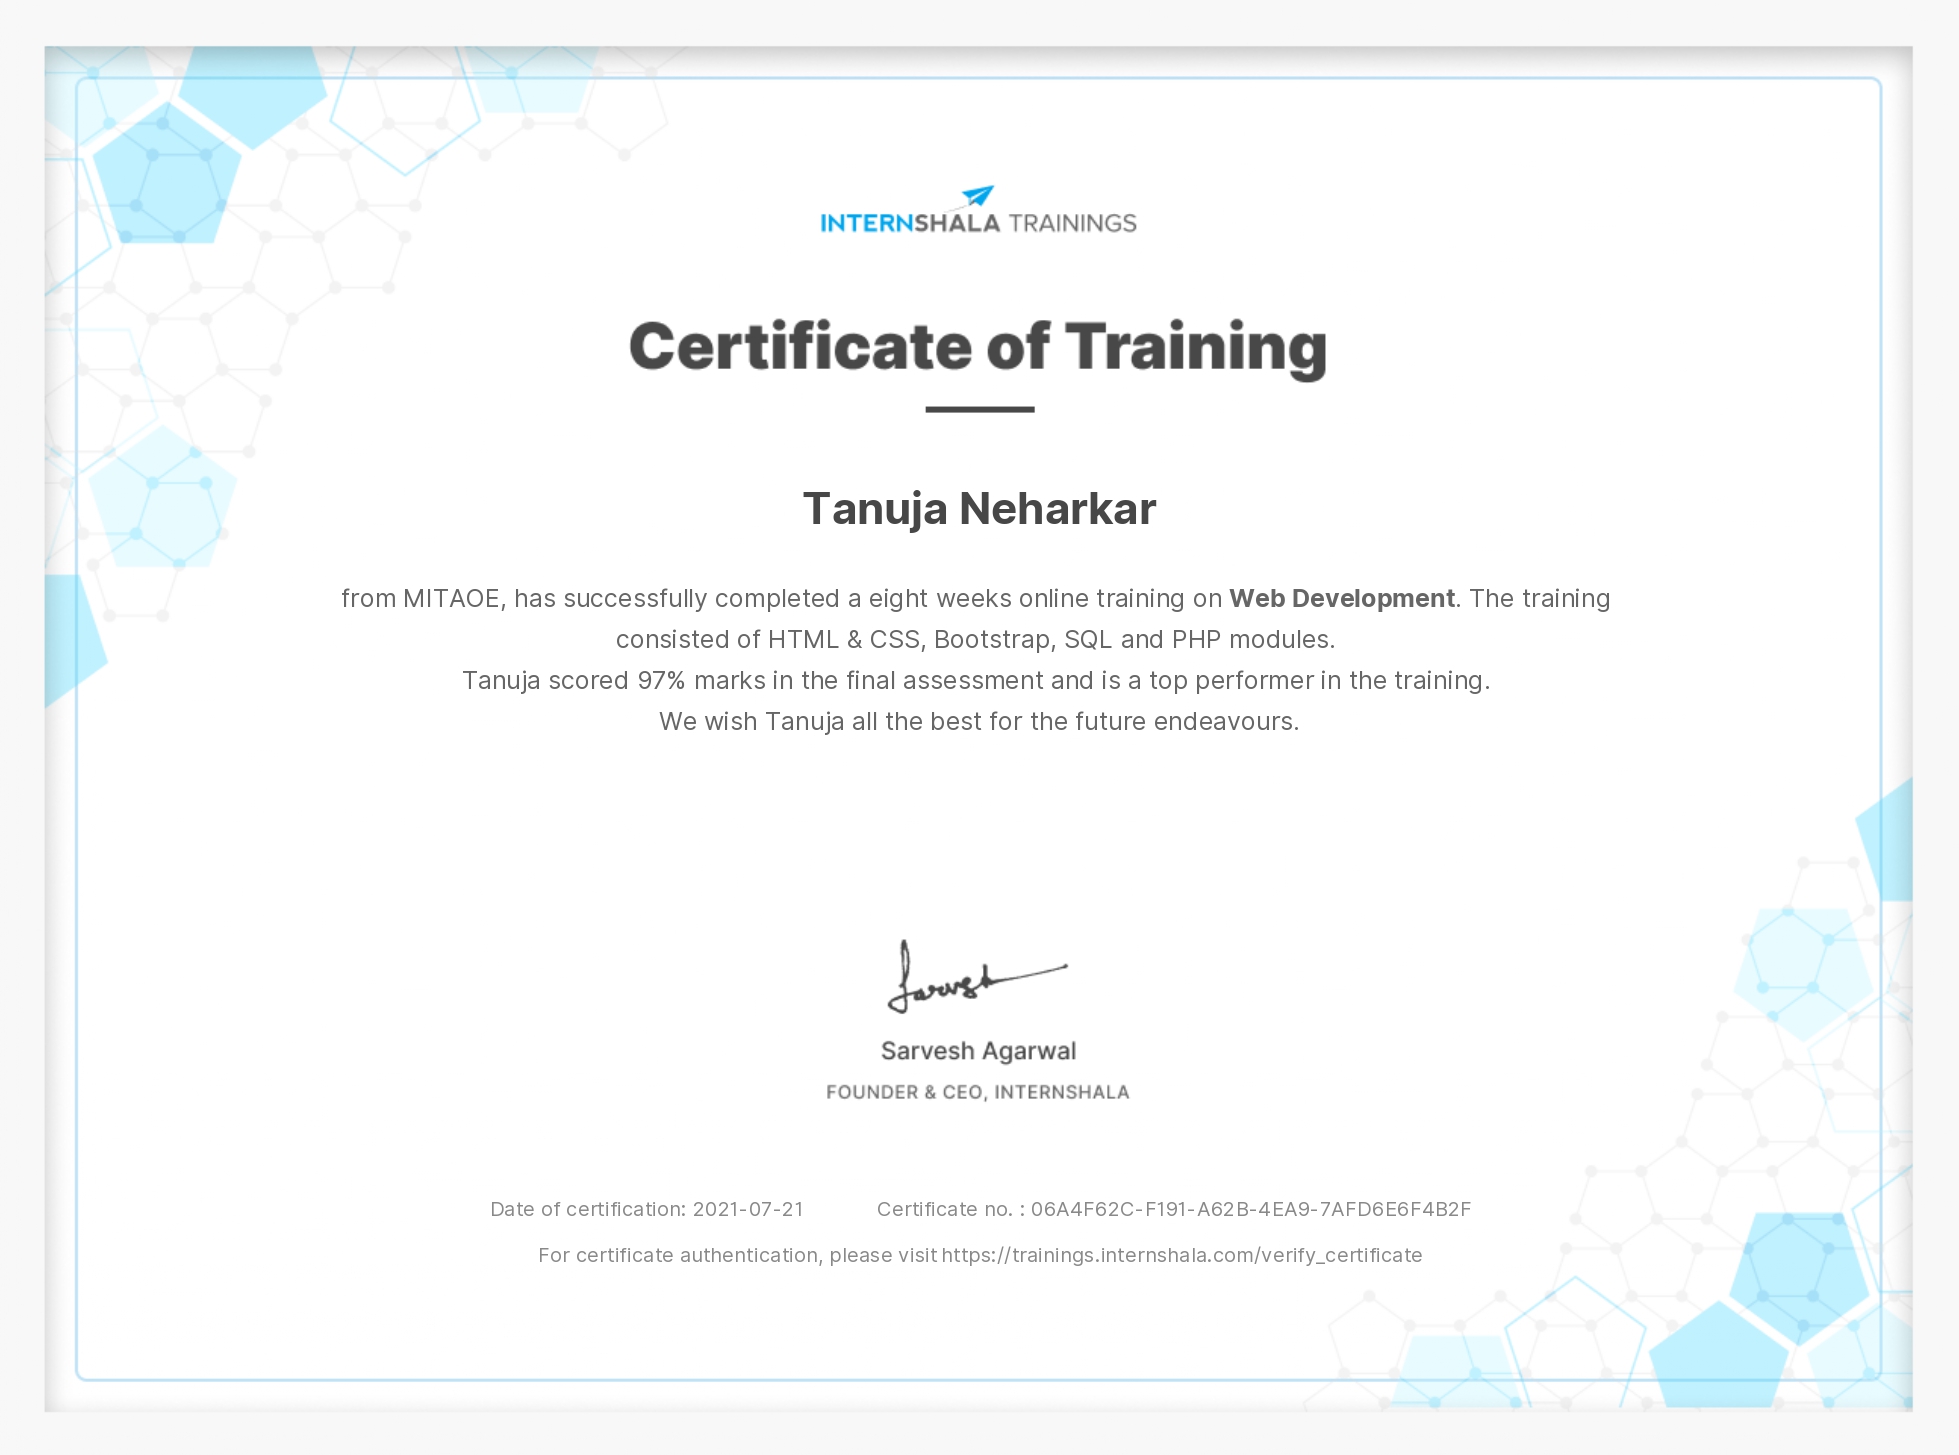 INTERNSHALA TRAININGS
Certificate of Training
Tanuja Neharkar
from MITAOE, has successfully completed a eight weeks online training on Web Development. The training
consisted of HTML & CSS, Bootstrap, SQL and PHP modules.
Tanuja scored 97% marks in the final assessment and is a top performer in the training.
We wish Tanuja all the best for the future endeavours.
Sarvesh
Sarvesh Agarwal
FOUNDER & CEO, INTERNSHALA
Date of certification: 2021-07-21 Certificate no. : 06A4F62C-F191-A62B-4EA9-7AFD6E6F4B2F
For certificate authentication, please visit https://trainings.internshala.com/verify_certificate